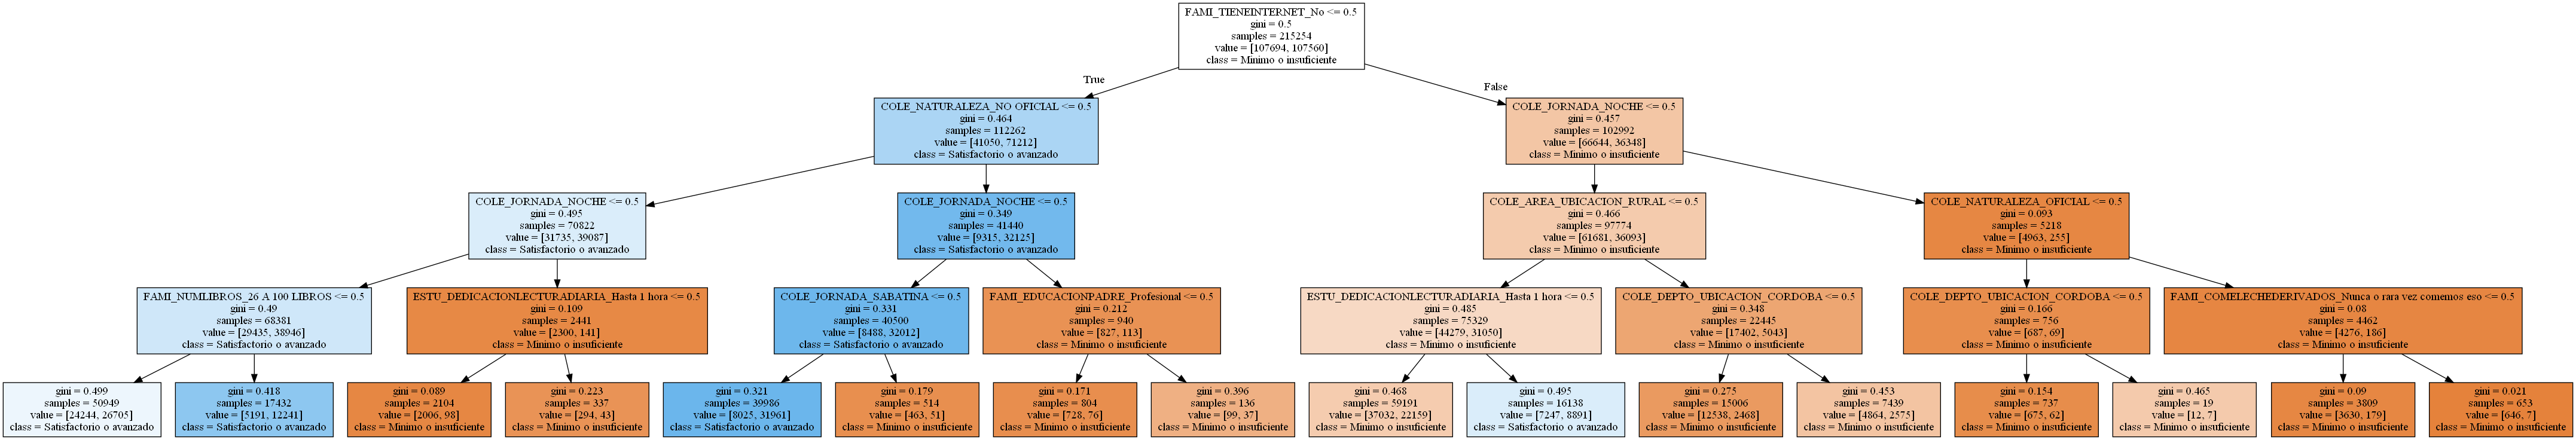 FAMI_TIENEINTERNET_No <= 0.5
gini = 0.5
samples = 215254
value = [107694, 107560]
class = Minimo o insuficiente
True
False
COLE_NATURALEZA_NO OFICIAL <= 0.5
gini = 0.464
samples = 112262
value = [41050, 71212]
class = Satisfactorio o avanzado
COLE_JORNADA_NOCHE <= 0.5
gini = 0.457
samples = 102992
value = [66644, 36348]
class = Minimo o insuficiente
COLE_JORNADA_NOCHE <= 0.5
gini = 0.495
samples = 70822
value = [31735, 39087]
class = Satisfactorio o avanzado
COLE_JORNADA_NOCHE <= 0.5
gini = 0.349
samples = 41440
value = [9315, 32125]
class = Satisfactorio o avanzado
COLE_AREA_UBICACION_RURAL <= 0.5
gini = 0.466
samples = 97774
value = [61681, 36093]
class = Minimo o insuficiente
COLE_NATURALEZA_OFICIAL <= 0.5
gini = 0.093
samples = 5218
value = [4963, 255]
class = Minimo o insuficiente
FAMI_NUMLIBROS_26 A 100 LIBROS <= 0.5
gini = 0.49
samples = 68381
value = [29435, 38946]
class = Satisfactorio o avanzado
ESTU_DEDICACIONLECTURADIARIA_Hasta 1 hora <= 0.5
gini = 0.109
samples = 2441
value = [2300, 141]
class = Minimo o insuficiente
COLE_JORNADA_SABATINA <= 0.5
gini = 0.331
samples = 40500
value = [8488, 32012]
class = Satisfactorio o avanzado
FAMI_EDUCACIONPADRE_Profesional <= 0.5
gini = 0.212
samples = 940
value = [827, 113]
class = Minimo o insuficiente
ESTU_DEDICACIONLECTURADIARIA_Hasta 1 hora <= 0.5
gini = 0.485
samples = 75329
value = [44279, 31050]
class = Minimo o insuficiente
COLE_DEPTO_UBICACION_CORDOBA <= 0.5
gini = 0.348
samples = 22445
value = [17402, 5043]
class = Minimo o insuficiente
COLE_DEPTO_UBICACION_CORDOBA <= 0.5
gini = 0.166
samples = 756
value = [687, 69]
class = Minimo o insuficiente
FAMI_COMELECHEDERIVADOS_Nunca o rara vez comemos eso <= 0.5
gini = 0.08
samples = 4462
value = [4276, 186]
class = Minimo o insuficiente
gini = 0.499
samples = 50949
value = [24244, 26705]
class = Satisfactorio o avanzado
gini = 0.418
samples = 17432
value = [5191, 12241]
class = Satisfactorio o avanzado
gini = 0.089
samples = 2104
value = [2006, 98]
class = Minimo o insuficiente
gini = 0.223
samples = 337
value = [294, 43]
class = Minimo o insuficiente
gini = 0.321
samples = 39986
value = [8025, 31961]
class = Satisfactorio o avanzado
gini = 0.179
samples = 514
value = [463, 51]
class = Minimo o insuficiente
gini = 0.171
samples = 804
value = [728, 76]
class = Minimo o insuficiente
gini = 0.396
samples = 136
value = [99, 37]
class = Minimo o insuficiente
gini = 0.468
samples = 59191
value = [37032, 22159]
class = Minimo o insuficiente
gini = 0.495
samples = 16138
value = [7247, 8891]
class = Satisfactorio o avanzado
gini = 0.275
samples = 15006
value = [12538, 2468]
class = Minimo o insuficiente
gini = 0.453
samples = 7439
value = [4864, 2575]
class = Minimo o insuficiente
gini = 0.154
samples = 737
value = [675, 62]
class = Minimo o insuficiente
gini = 0.465
samples = 19
value = [12, 7]
class = Minimo o insuficiente
gini = 0.09
samples = 3809
value = [3630, 179]
class = Minimo o insuficiente
gini = 0.021
samples = 653
value = [646, 7]
class = Minimo o insuficiente